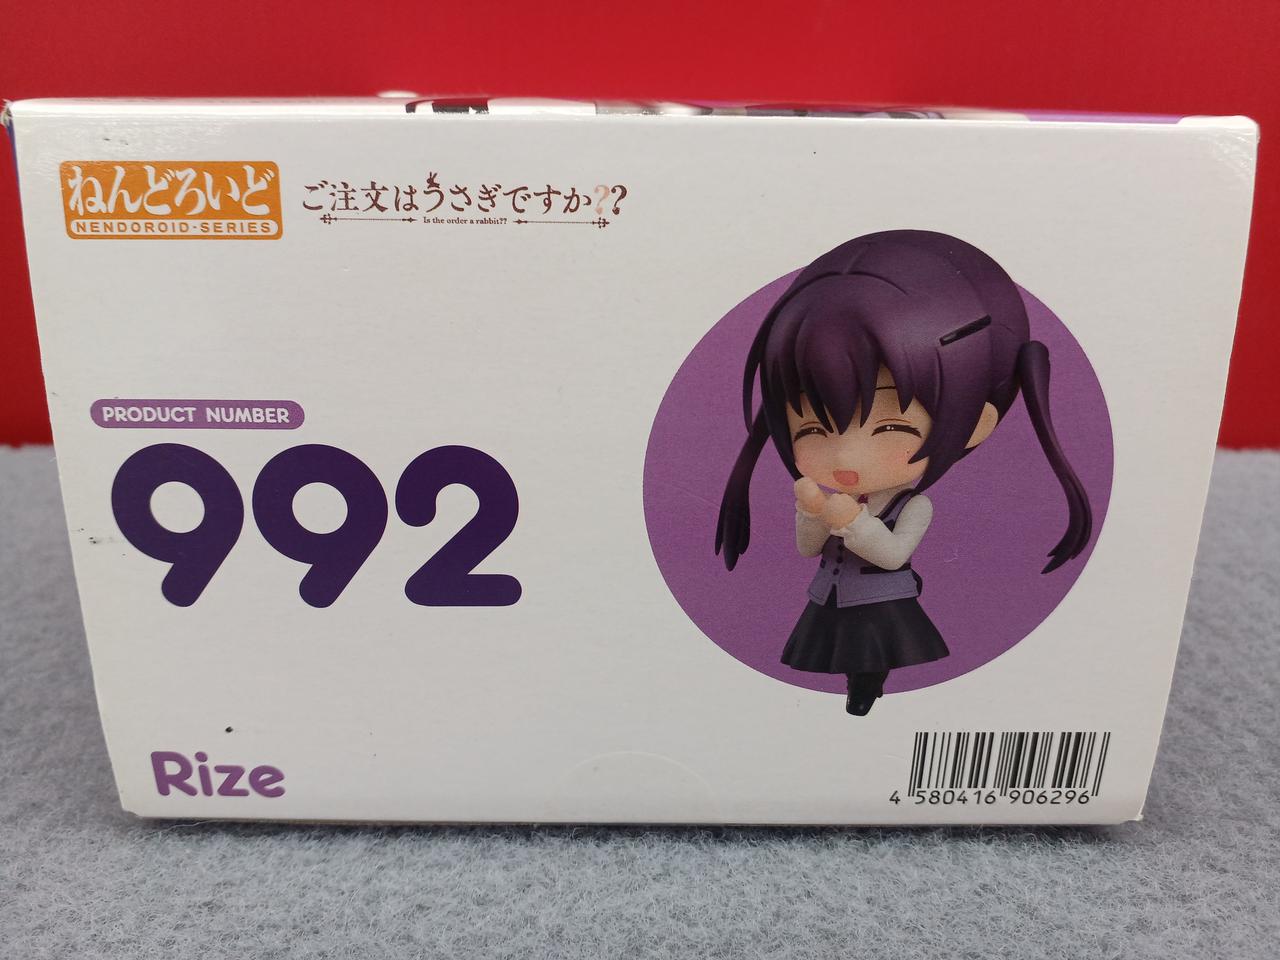 ねんどろいど
NENDOROID-SERIES
ご注文はうさぎですか??
Is the order a rabbit??
PRODUCT NUMBER
992
Rize
4 580416 906296